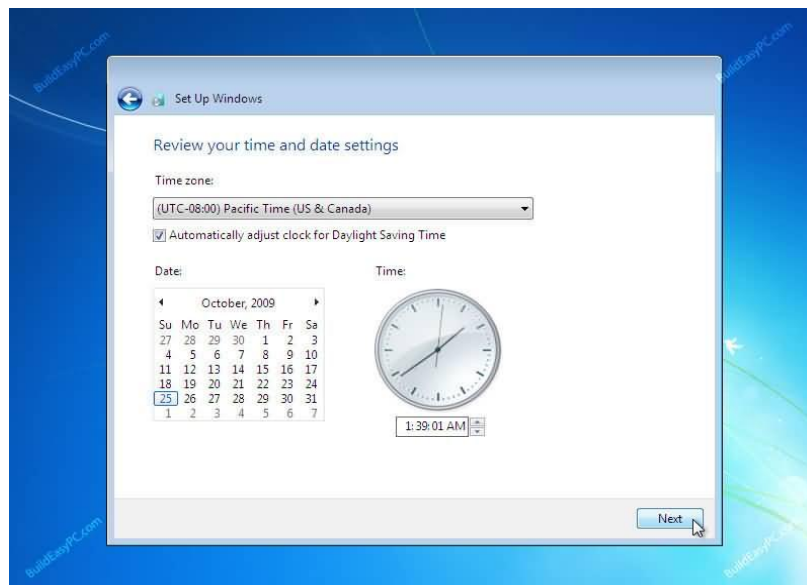 BuildEasyPC.com
BuildEasyPC.com
Set Up Windows
Review your time and date settings
Time zone:
(UTC-08:00) Pacific Time (US & Canada)
Automatically adjust clock for Daylight Saving Time
Date:
Time:
October, 2009
Su Mo Tu We Th Fr Sa
27 28 29 30 1 2 3
4 5 6 7 8 9 10
11 12 13 14 15 16 17
18 19 20 21 22 23 24
25 26 27 28 29 30 31
1 2 3 4 5 6 7
1:39:01 AM
Next
BuildEasyPC.com
BuildEasyPC.com